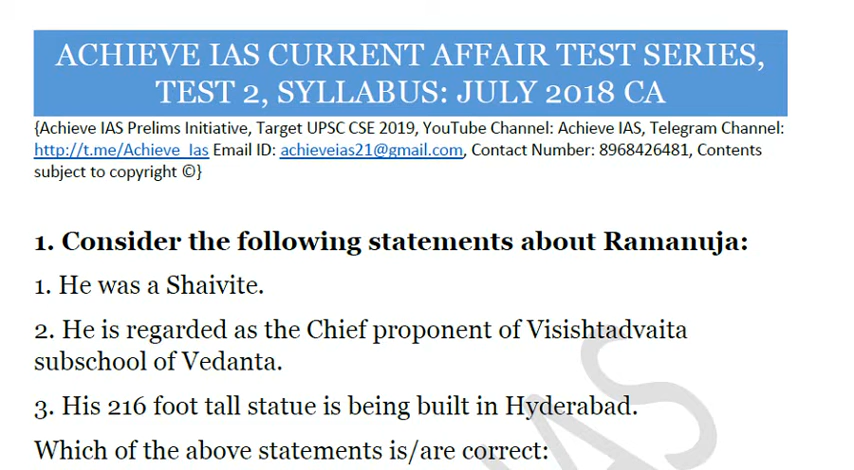 ACHIEVE IAS CURRENT AFFAIR TEST SERIES,
TEST 2, SYLLABUS: JULY 2018 CA
{Achieve IAS Prelims Initiative, Target UPSC CSE 2019, YouTube Channel: Achieve IAS, Telegram Channel:
http://t.me/Achieve_Ias Email ID: achieveias21@gmail.com, Contact Number: 8968426481, Contents
subject to copyright ©}
1. Consider the following statements about Ramanuja:
1. He was a Shaivite.
2. He is regarded as the Chief proponent of Visishtadvaita
subschool of Vedanta.
3. His 216 foot tall statue is being built in Hyderabad.
Which of the above statements is/are correct:
IAS